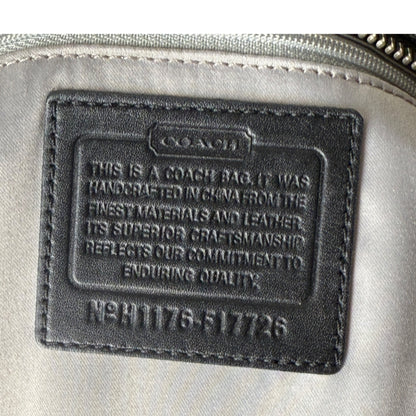 COACH
THIS IS A COACH BAG. IT WAS
HANDCRAFTED IN CHINA FROM THE
FINEST MATERIALS AND LEATHER.
ITS SUPERIOR CRAFTSMANSHIP
REFLECTS OUR COMMITMENT TO
ENDURING QUALITY.
No H1176-F17726